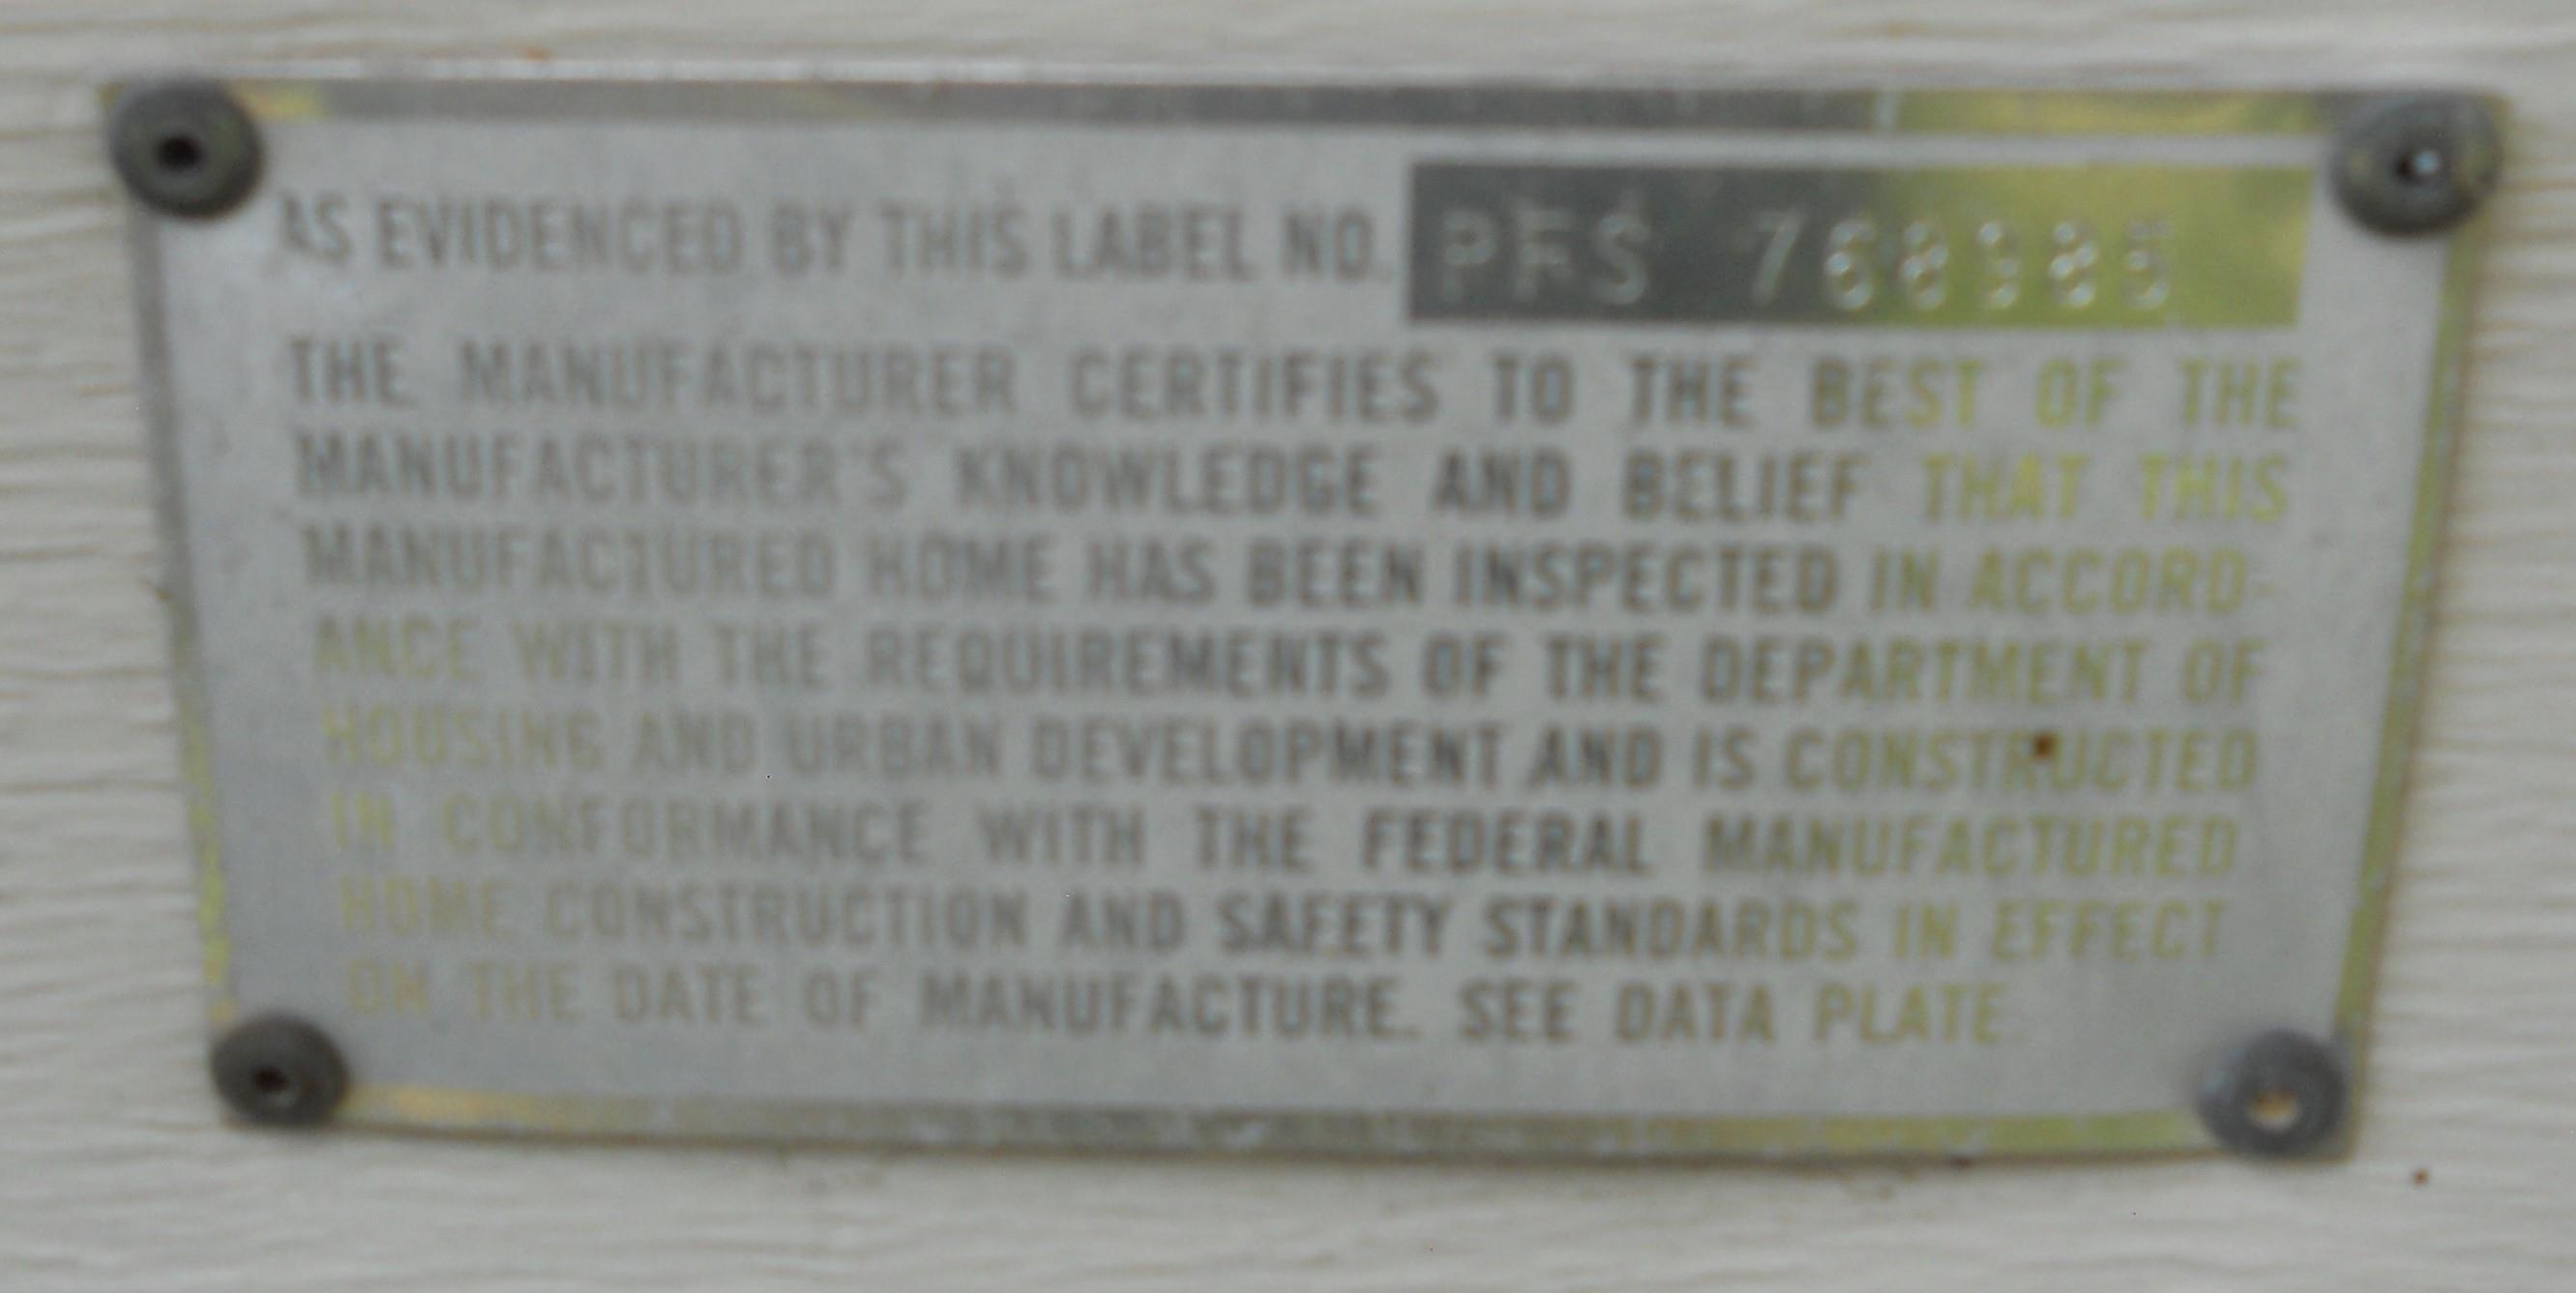 AS EVIDENCED BY THIS LABEL NO. PFS
THE MANUFACTURER CERTIFIES TO THE BEST OF THE
MANUFACTURER'S KNOWLEDGE AND BELIEF THAT THIS
MANUFACTURED HOME HAS BEEN INSPECTED IN ACCORD-
ANCE WITH THE REQUIREMENTS OF THE DEPARTMENT OF
HOUSING AND URBAN DEVELOPMENT AND IS CONSTRUCTED
IN CONFORMANCE WITH THE FEDERAL MANUFACTURED
HOME CONSTRUCTION AND SAFETY STANDARDS IN EFFECT
ON THE DATE OF MANUFACTURE. SEE DATA PLATE